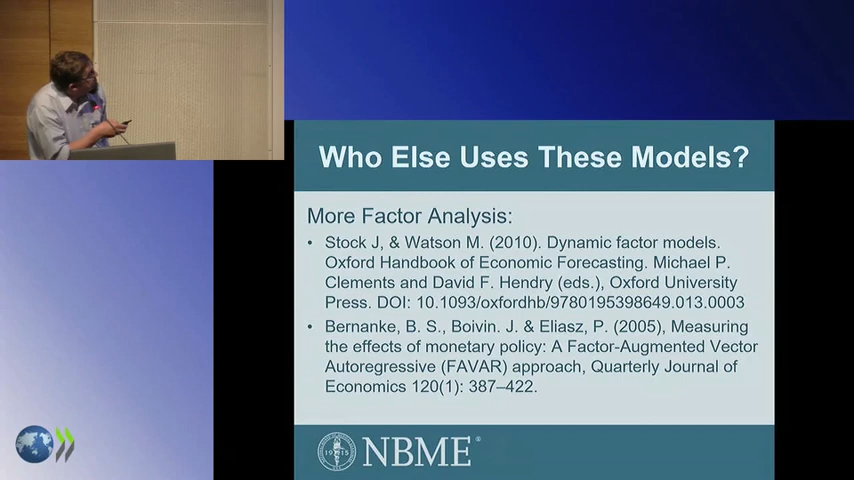 Who Else Uses These Models?
More Factor Analysis:
• Stock J, & Watson M. (2010). Dynamic factor models.
Oxford Handbook of Economic Forecasting. Michael P.
Clements and David F. Hendry (eds.), Oxford University
Press. DOI: 10.1093/oxfordhb/9780195398649.013.0003
• Bernanke, B. S., Boivin. J. & Eliasz, P. (2005), Measuring
the effects of monetary policy: A Factor-Augmented Vector
Autoregressive (FAVAR) approach, Quarterly Journal of
Economics 120(1): 387–422.
NBME®